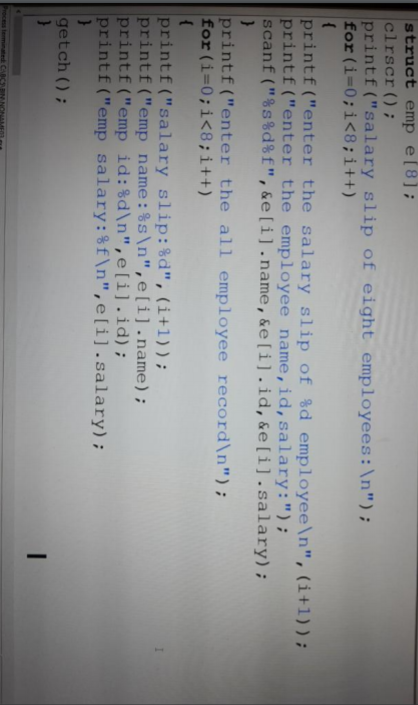 struct emp e[8];
clrscr();
printf("salary slip of eight employees:\n");
for(i=0;i<8;i++)
{
printf("enter the salary slip of %d employee\n",(i+1));
printf("enter the employee name,id,salary:");
scanf("%s%d%f",&e[i].name,&e[i].id,&e[i].salary);
}
printf("enter the all employee record\n");
for(i=0;i<8;i++)
{
printf("salary slip:%d",(i+1));
printf("emp name:%s\n",e[i].name);
printf("emp id:%d\n",e[i].id);
printf("emp salary:%f\n",e[i].salary);
}
getch();
}